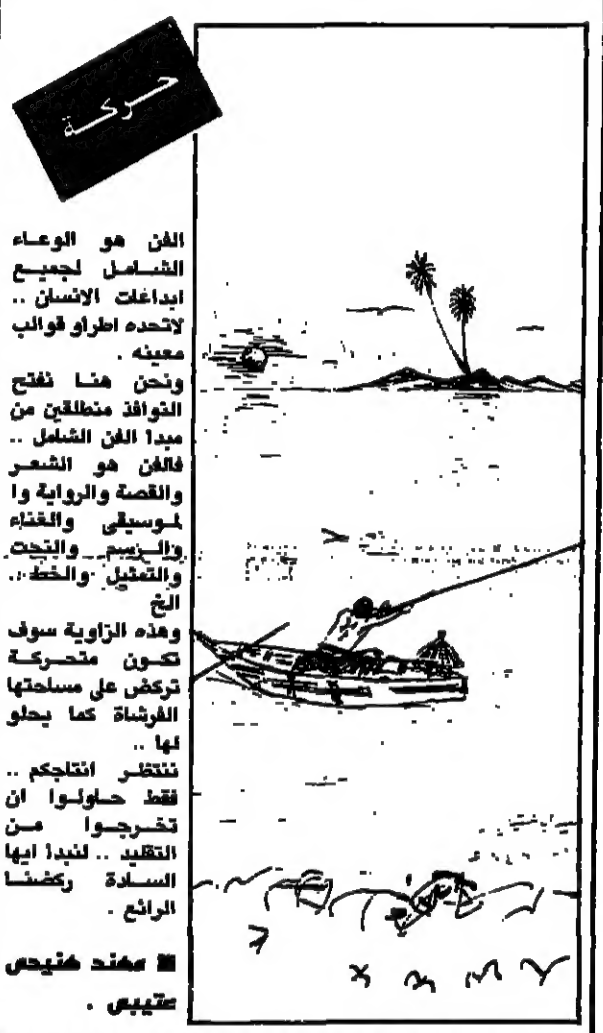 حركة
الفن هو الوعاء
الشامل لجميع
ابداعات الانسان ..
لاتحده اطرأو قوالب
معينه .
ونحن هنا نفتح
النوافذ منطلقين من
مبدأ الفن الشامل ..
فالفن هو الشعر
والقصة والرواية وا
لموسيقى والغناء
والرسم والنحت
والتمثيل والخط ..
الخ
وهذه الزاوية سوف
تكون متحركة
تركض على مساحتها
الفرشاة كما يحلو
لها ..
ننتظر انتاجكم ..
فقط حاولوا ان
تخرجوا من
التقليد .. لنبدأ ايها
السادة ركضنا
الرائع .
■ مهند
عتيبي .